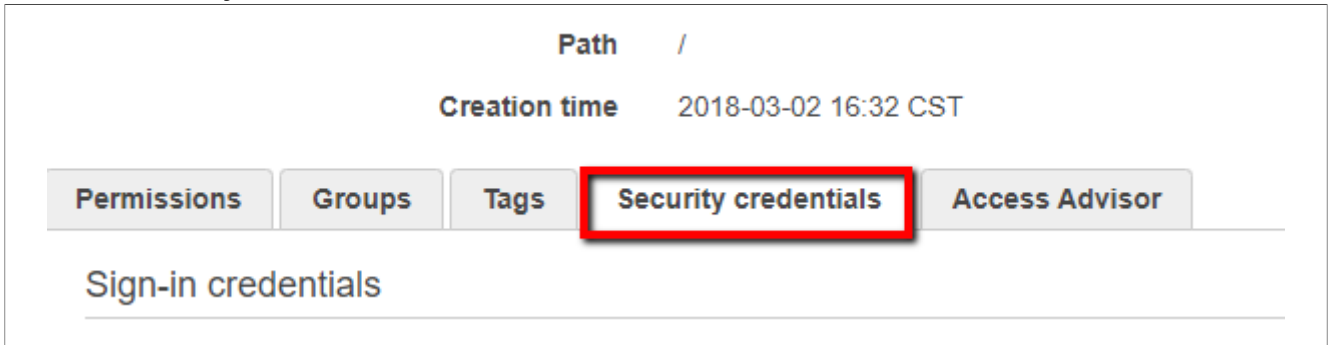 Path /
Creation time 2018-03-02 16:32 CST
Permissions Groups Tags Security credentials Access Advisor
Sign-in credentials